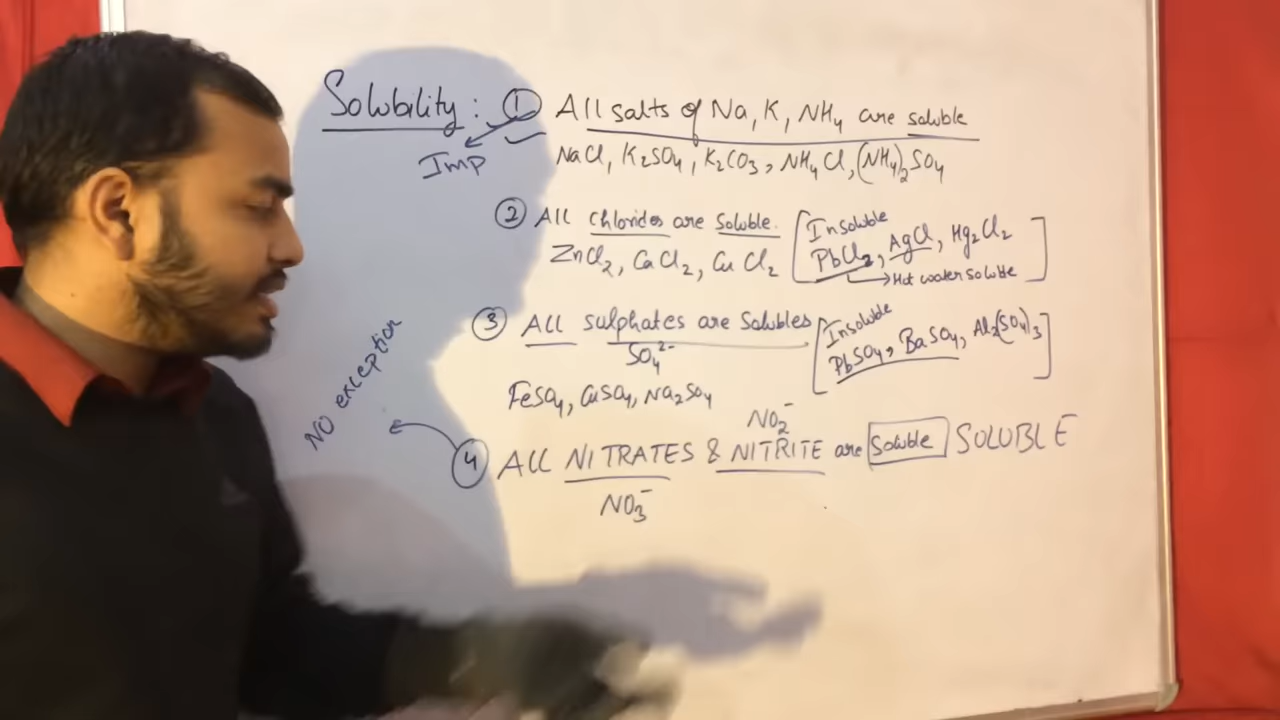 Solubility : ① All salts of Na, K, NH₄ are soluble
Imp
NaCl, K₂SO₄, K₂CO₃, NH₄Cl, (NH₄)₂SO₄
② All chlorides are soluble.
[Insoluble
PbCl₂, AgCl, Hg₂Cl₂]
→ Hot water soluble
ZnCl₂, CaCl₂, CuCl₂
③ All sulphates are Solubles
SO₄²⁻
[Insoluble
PbSO₄, BaSO₄, Al₂(SO₄)₃]
FeSO₄, CuSO₄, Na₂SO₄
NO exception
NO₂⁻
④ All NITRATES & NITRITE are Soluble SOLUBLE
NO₃⁻